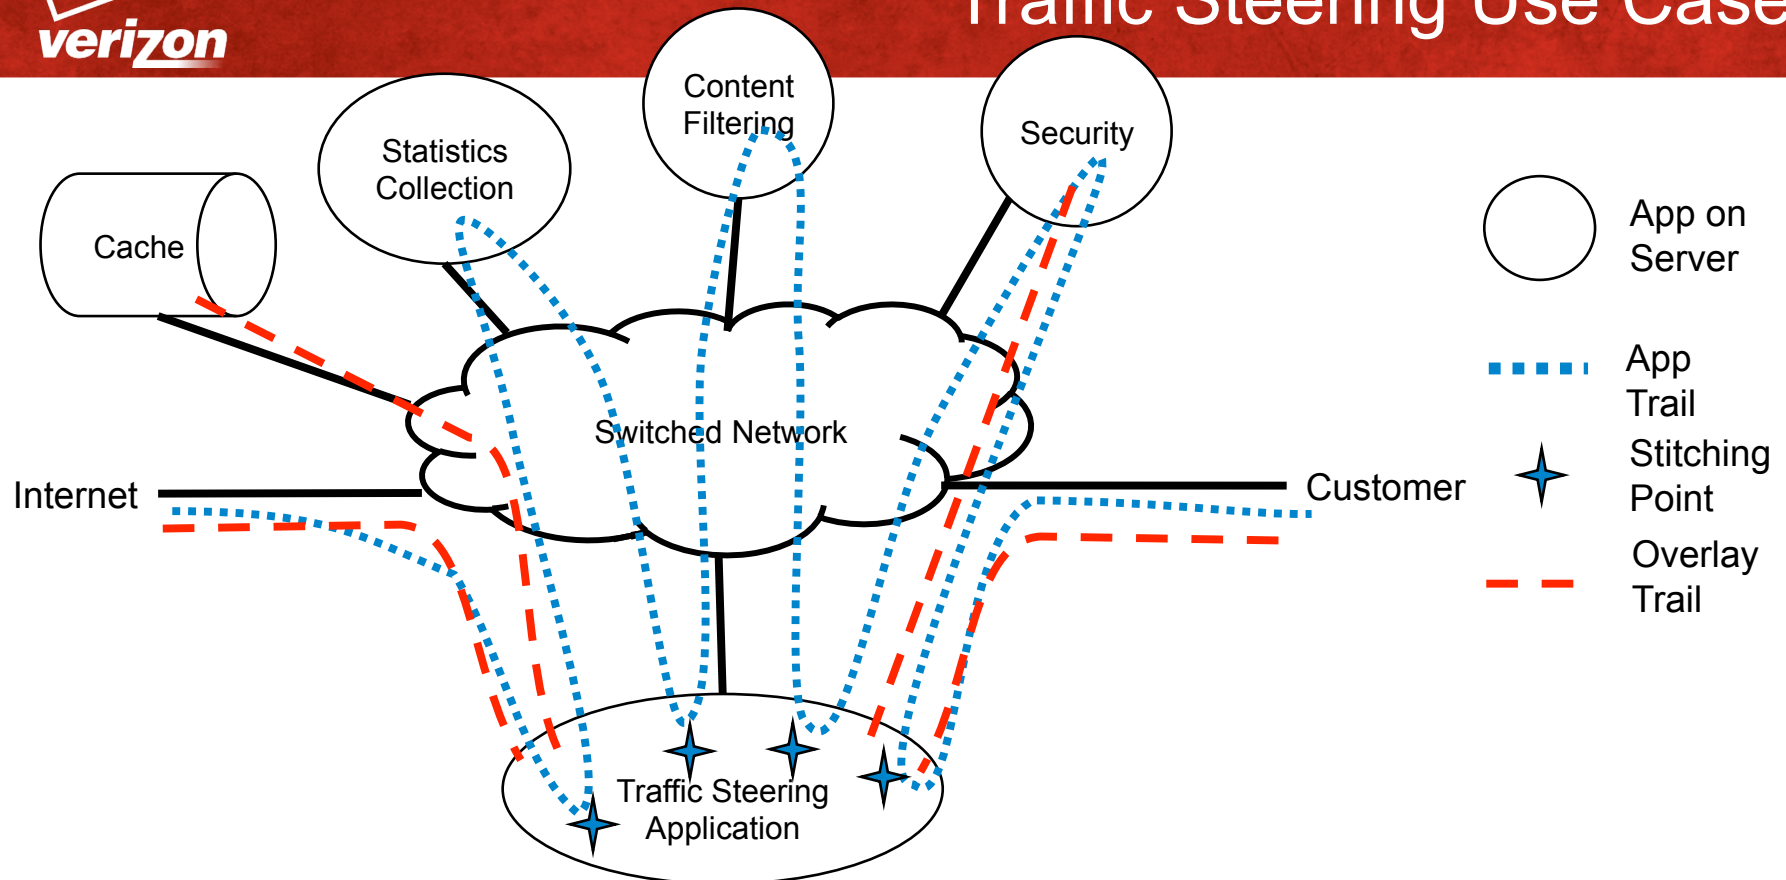 Traffic Steering Use Case
verizon
Content
Filtering
Security
Statistics
Collection
Cache
App on
Server
App
Trail
Switched Network
Stitching
Point
Internet
Customer
Overlay
Trail
Traffic Steering
Application